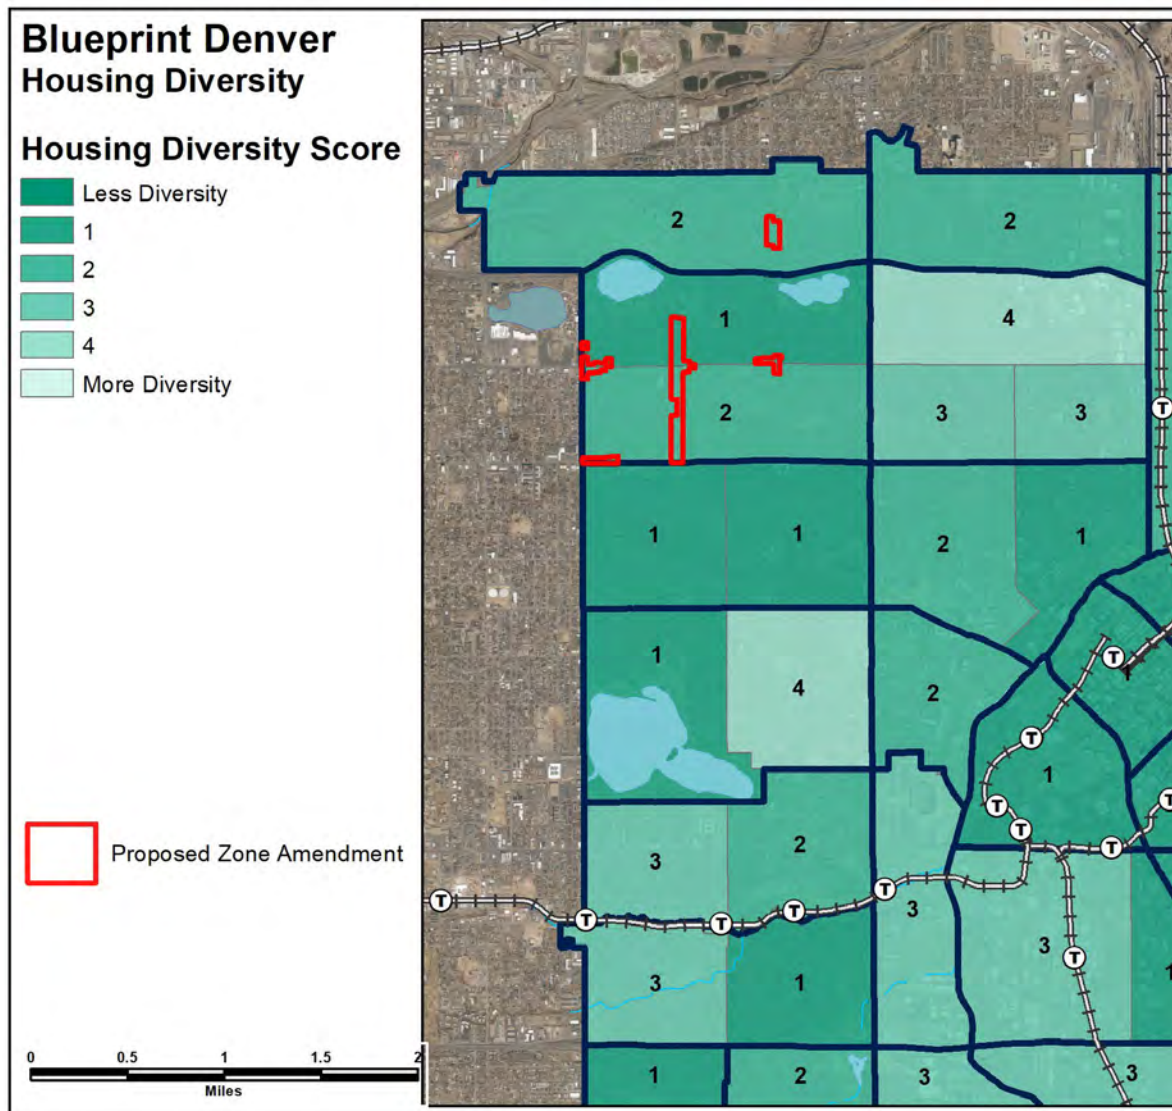 Blueprint Denver
Housing Diversity
Housing Diversity Score
Less Diversity
1
2
3
4
More Diversity
Proposed Zone Amendment
0 0.5 1 1.5 2
Miles
2 2
1 4
2 3 3
1 1 2 1
1 4 2
1
1
3 2
3 3
3 1 1
1 2 3 3
T
T
T
T
T
T
T
T
T
T
T
T
T
T